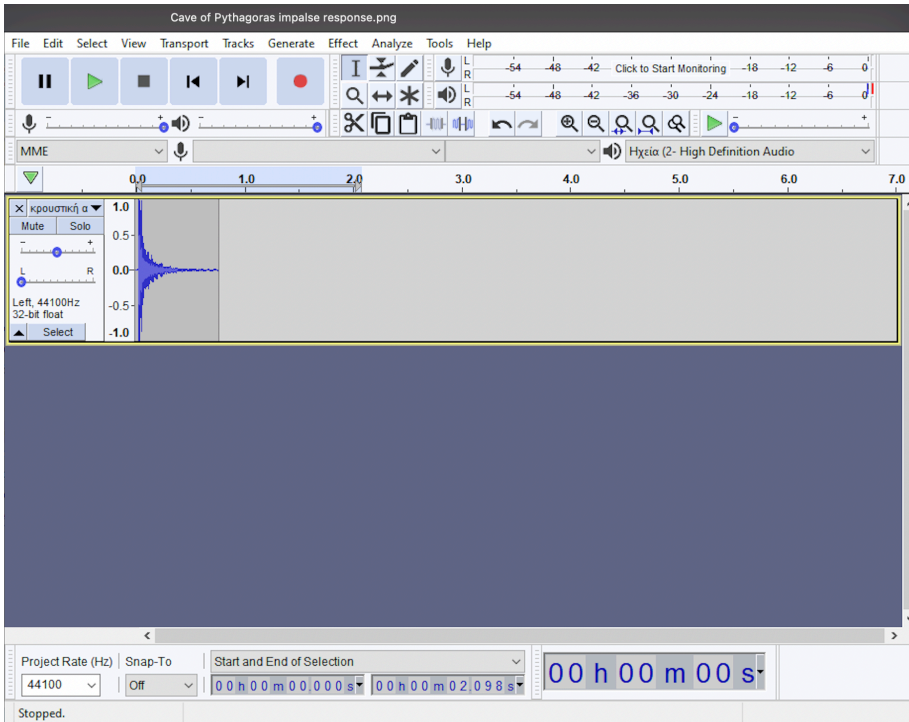 Cave of Pythagoras impalse response.png
File Edit Select View Transport Tracks Generate Effect Analyze Tools Help
L R -54 -48 -42 Click to Start Monitoring -18 -12 -6 0
L R -54 -48 -42 -36 -30 -24 -18 -12 -6 0
MME Ηχεία (2- High Definition Audio
0,0 1.0 2,0 3.0 4.0 5.0 6.0 7.0
κρουστική α
Mute Solo
- +
L R
Left, 44100Hz
32-bit float
Select
1.0
0.5
0.0
-0.5
-1.0
Project Rate (Hz) Snap-To Start and End of Selection
44100 Off 00h00m00.000s 00h00m02.098s 00h00m00s
Stopped.